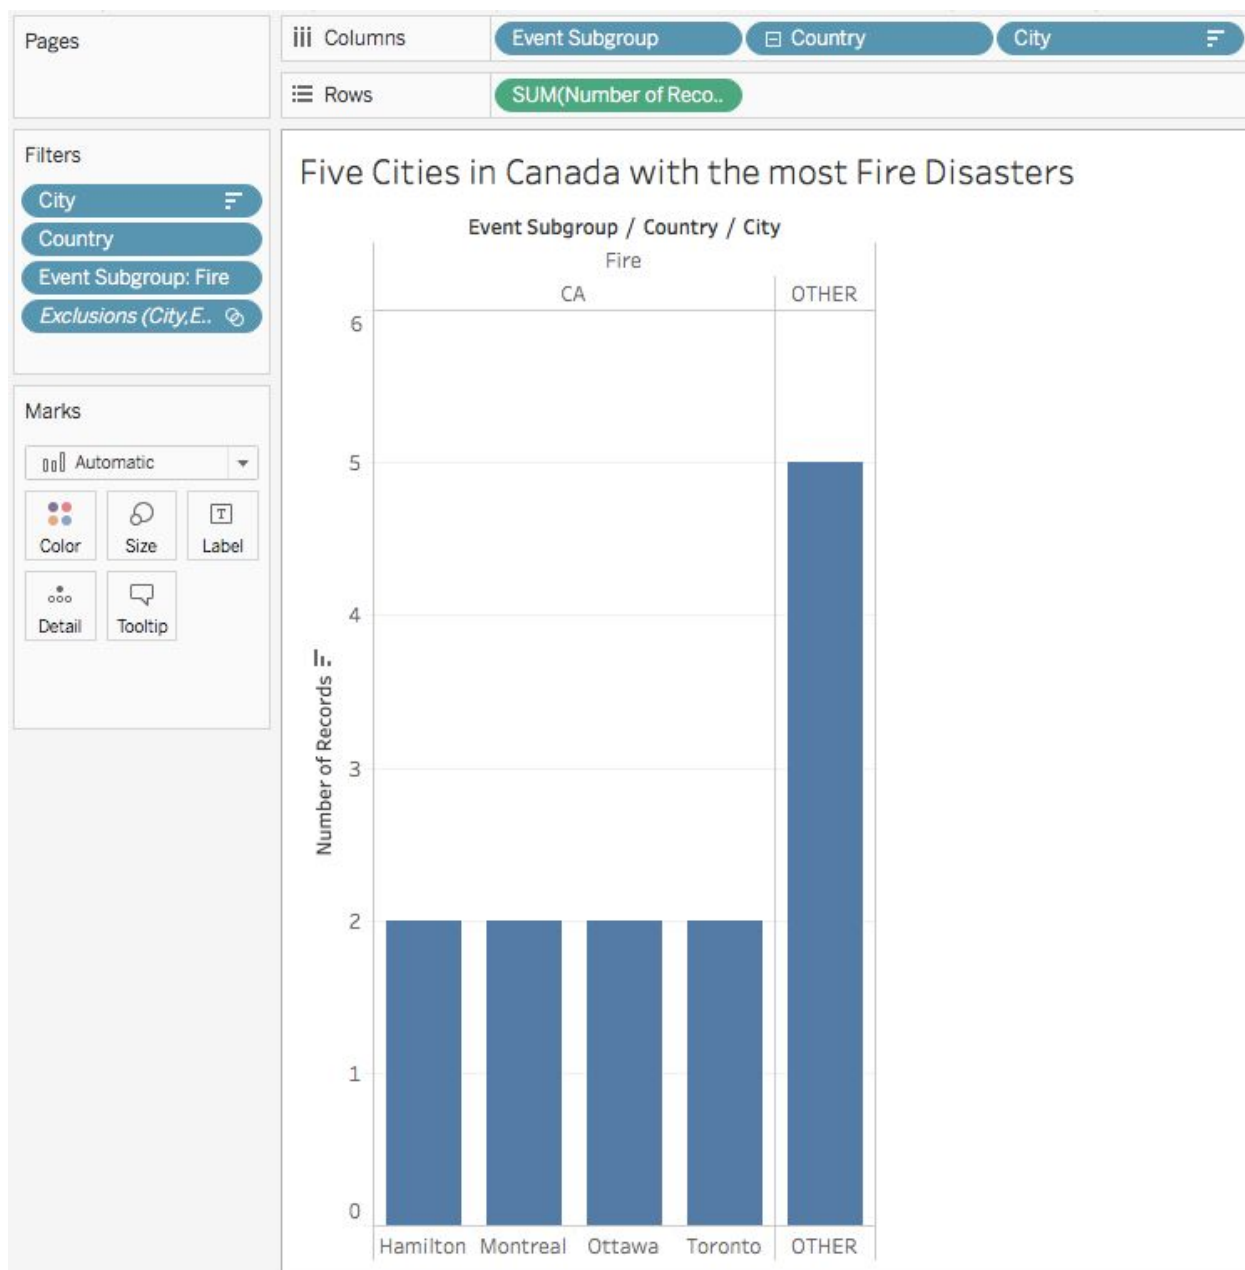 Pages
Columns
Event Subgroup
Country
City
Rows
SUM(Number of Reco..
Filters
City
Country
Event Subgroup: Fire
Exclusions (City,E..
Marks
Automatic
Color
Size
T
Label
Detail
Tooltip
Five Cities in Canada with the most Fire Disasters
Event Subgroup / Country / City
Fire
CA
OTHER
6
5
4
3
2
1
0
Number of Records
Hamilton Montreal Ottawa Toronto OTHER